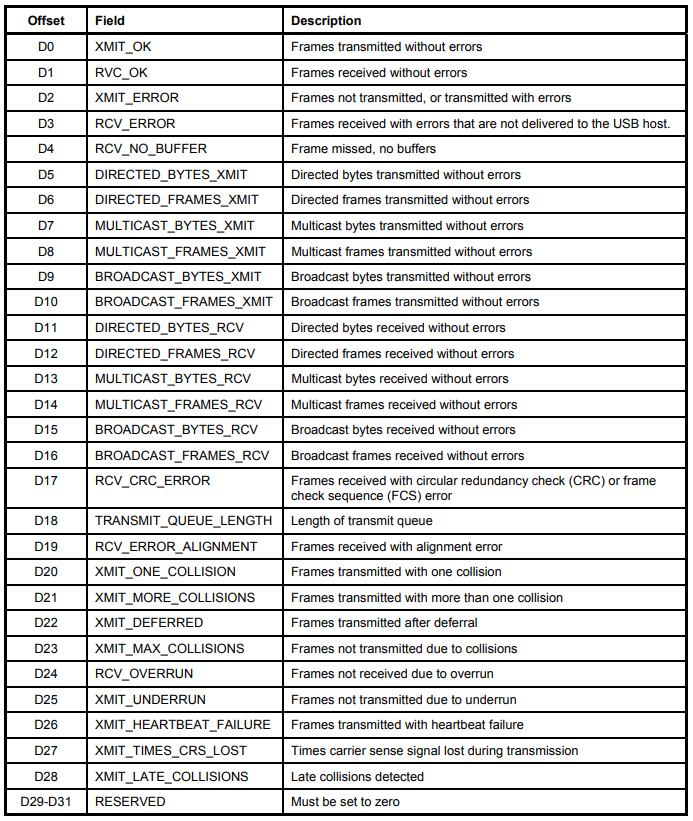 Offset Field Description
D0 XMIT_OK Frames transmitted without errors
D1 RVC_OK Frames received without errors
D2 XMIT_ERROR Frames not transmitted, or transmitted with errors
D3 RCV_ERROR Frames received with errors that are not delivered to the USB host.
D4 RCV_NO_BUFFER Frame missed, no buffers
D5 DIRECTED_BYTES_XMIT Directed bytes transmitted without errors
D6 DIRECTED_FRAMES_XMIT Directed frames transmitted without errors
D7 MULTICAST_BYTES_XMIT Multicast bytes transmitted without errors
D8 MULTICAST_FRAMES_XMIT Multicast frames transmitted without errors
D9 BROADCAST_BYTES_XMIT Broadcast bytes transmitted without errors
D10 BROADCAST_FRAMES_XMIT Broadcast frames transmitted without errors
D11 DIRECTED_BYTES_RCV Directed bytes received without errors
D12 DIRECTED_FRAMES_RCV Directed frames received without errors
D13 MULTICAST_BYTES_RCV Multicast bytes received without errors
D14 MULTICAST_FRAMES_RCV Multicast frames received without errors
D15 BROADCAST_BYTES_RCV Broadcast bytes received without errors
D16 BROADCAST_FRAMES_RCV Broadcast frames received without errors
D17 RCV_CRC_ERROR Frames received with circular redundancy check (CRC) or frame
check sequence (FCS) error
D18 TRANSMIT_QUEUE_LENGTH Length of transmit queue
D19 RCV_ERROR_ALIGNMENT Frames received with alignment error
D20 XMIT_ONE_COLLISION Frames transmitted with one collision
D21 XMIT_MORE_COLLISIONS Frames transmitted with more than one collision
D22 XMIT_DEFERRED Frames transmitted after deferral
D23 XMIT_MAX_COLLISIONS Frames not transmitted due to collisions
D24 RCV_OVERRUN Frames not received due to overrun
D25 XMIT_UNDERRUN Frames not transmitted due to underrun
D26 XMIT_HEARTBEAT_FAILURE Frames transmitted with heartbeat failure
D27 XMIT_TIMES_CRS_LOST Times carrier sense signal lost during transmission
D28 XMIT_LATE_COLLISIONS Late collisions detected
D29-D31 RESERVED Must be set to zero